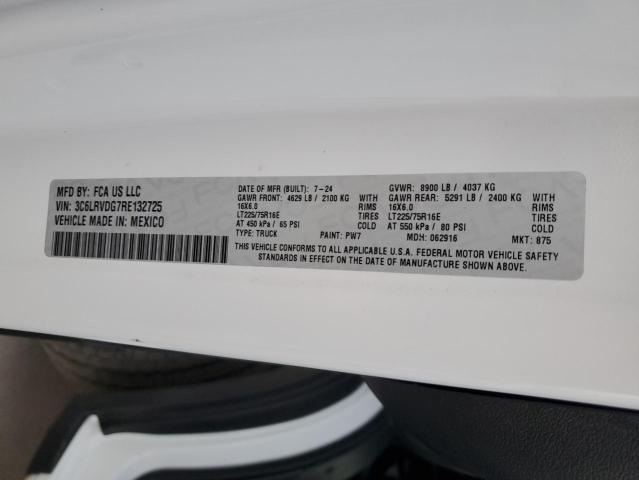 MFD BY: FCA US LLC
VIN: 3C6LRVDG7RE132725
VEHICLE MADE IN: MEXICO
DATE OF MFR (BUILT): 7-24 GVWR: 8900 LB / 4037 KG
GAWR FRONT: 4629 LB / 2100 KG WITH GAWR REAR: 5291 LB / 2400 KG WITH
16X6.0 RIMS 16X6.0 RIMS
LT225/75R16E TIRES LT225/75R16E TIRES
AT 450 kPa / 65 PSI COLD AT 550 kPa / 80 PSI COLD
TYPE: TRUCK PAINT: PW7 MDH: 062916 MKT: 875
THIS VEHICLE CONFORMS TO ALL APPLICABLE U.S.A. FEDERAL MOTOR VEHICLE SAFETY
STANDARDS IN EFFECT ON THE DATE OF MANUFACTURE SHOWN ABOVE.